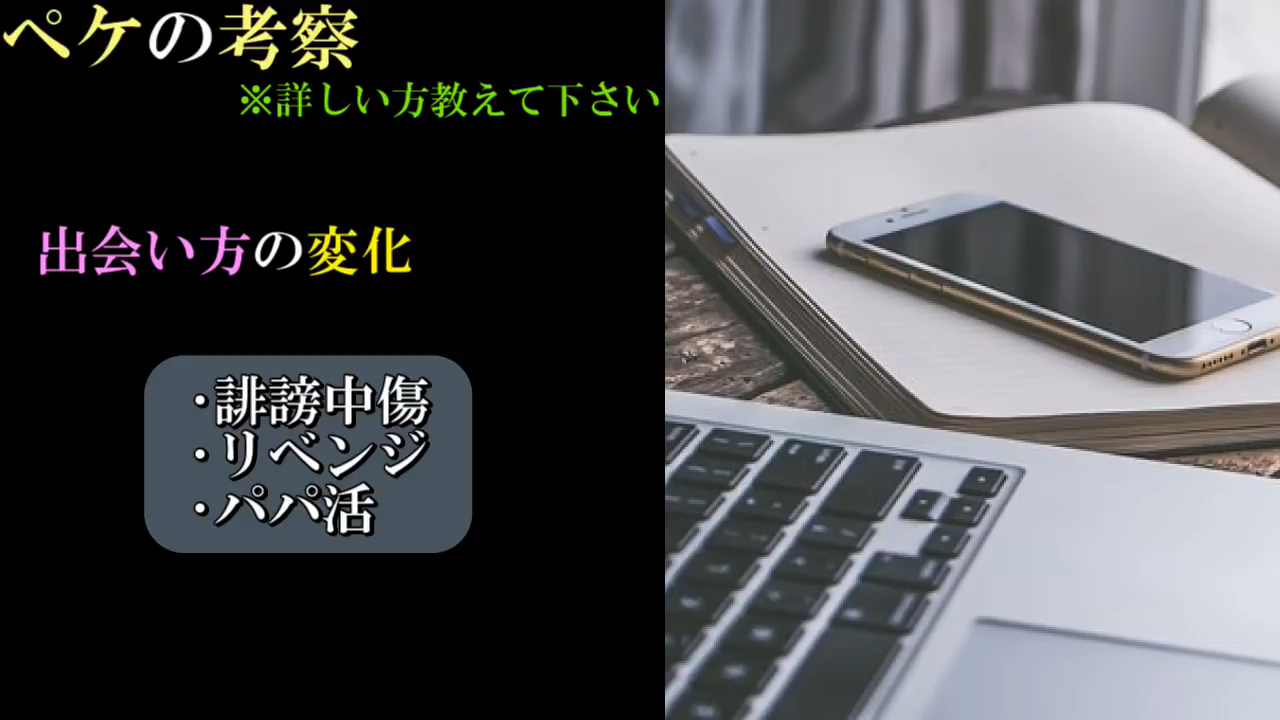 ペケの考察
※詳しい方教えて下さい
出会い方の変化
・誹謗中傷
・リベンジ
・パパ活